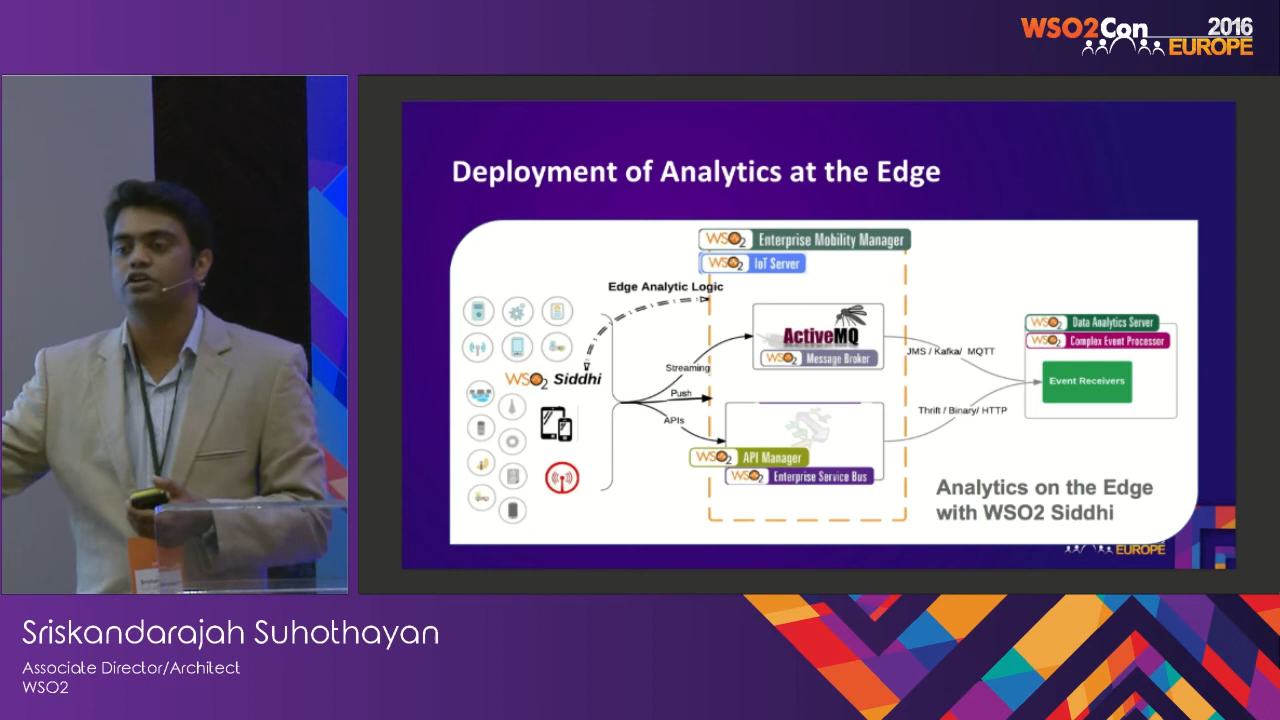 WSO2Con 2016
EUROPE
Deployment of Analytics at the Edge
WSO2 Enterprise Mobility Manager
WSO2 IoT Server
Edge Analytic Logic
ActiveMQ
WSO2 Message Broker
WSO2 Siddhi
Streaming
Push
APIs
WSO2 API Manager
WSO2 Enterprise Service Bus
JMS / Kafka/ MQTT
Thrift / Binary/ HTTP
WSO2 Data Analytics Server
WSO2 Complex Event Processor
Event Receivers
Analytics on the Edge
with WSO2 Siddhi
EUROPE
Sriskandarajah Suhothayan
Associate Director/Architect
WSO2